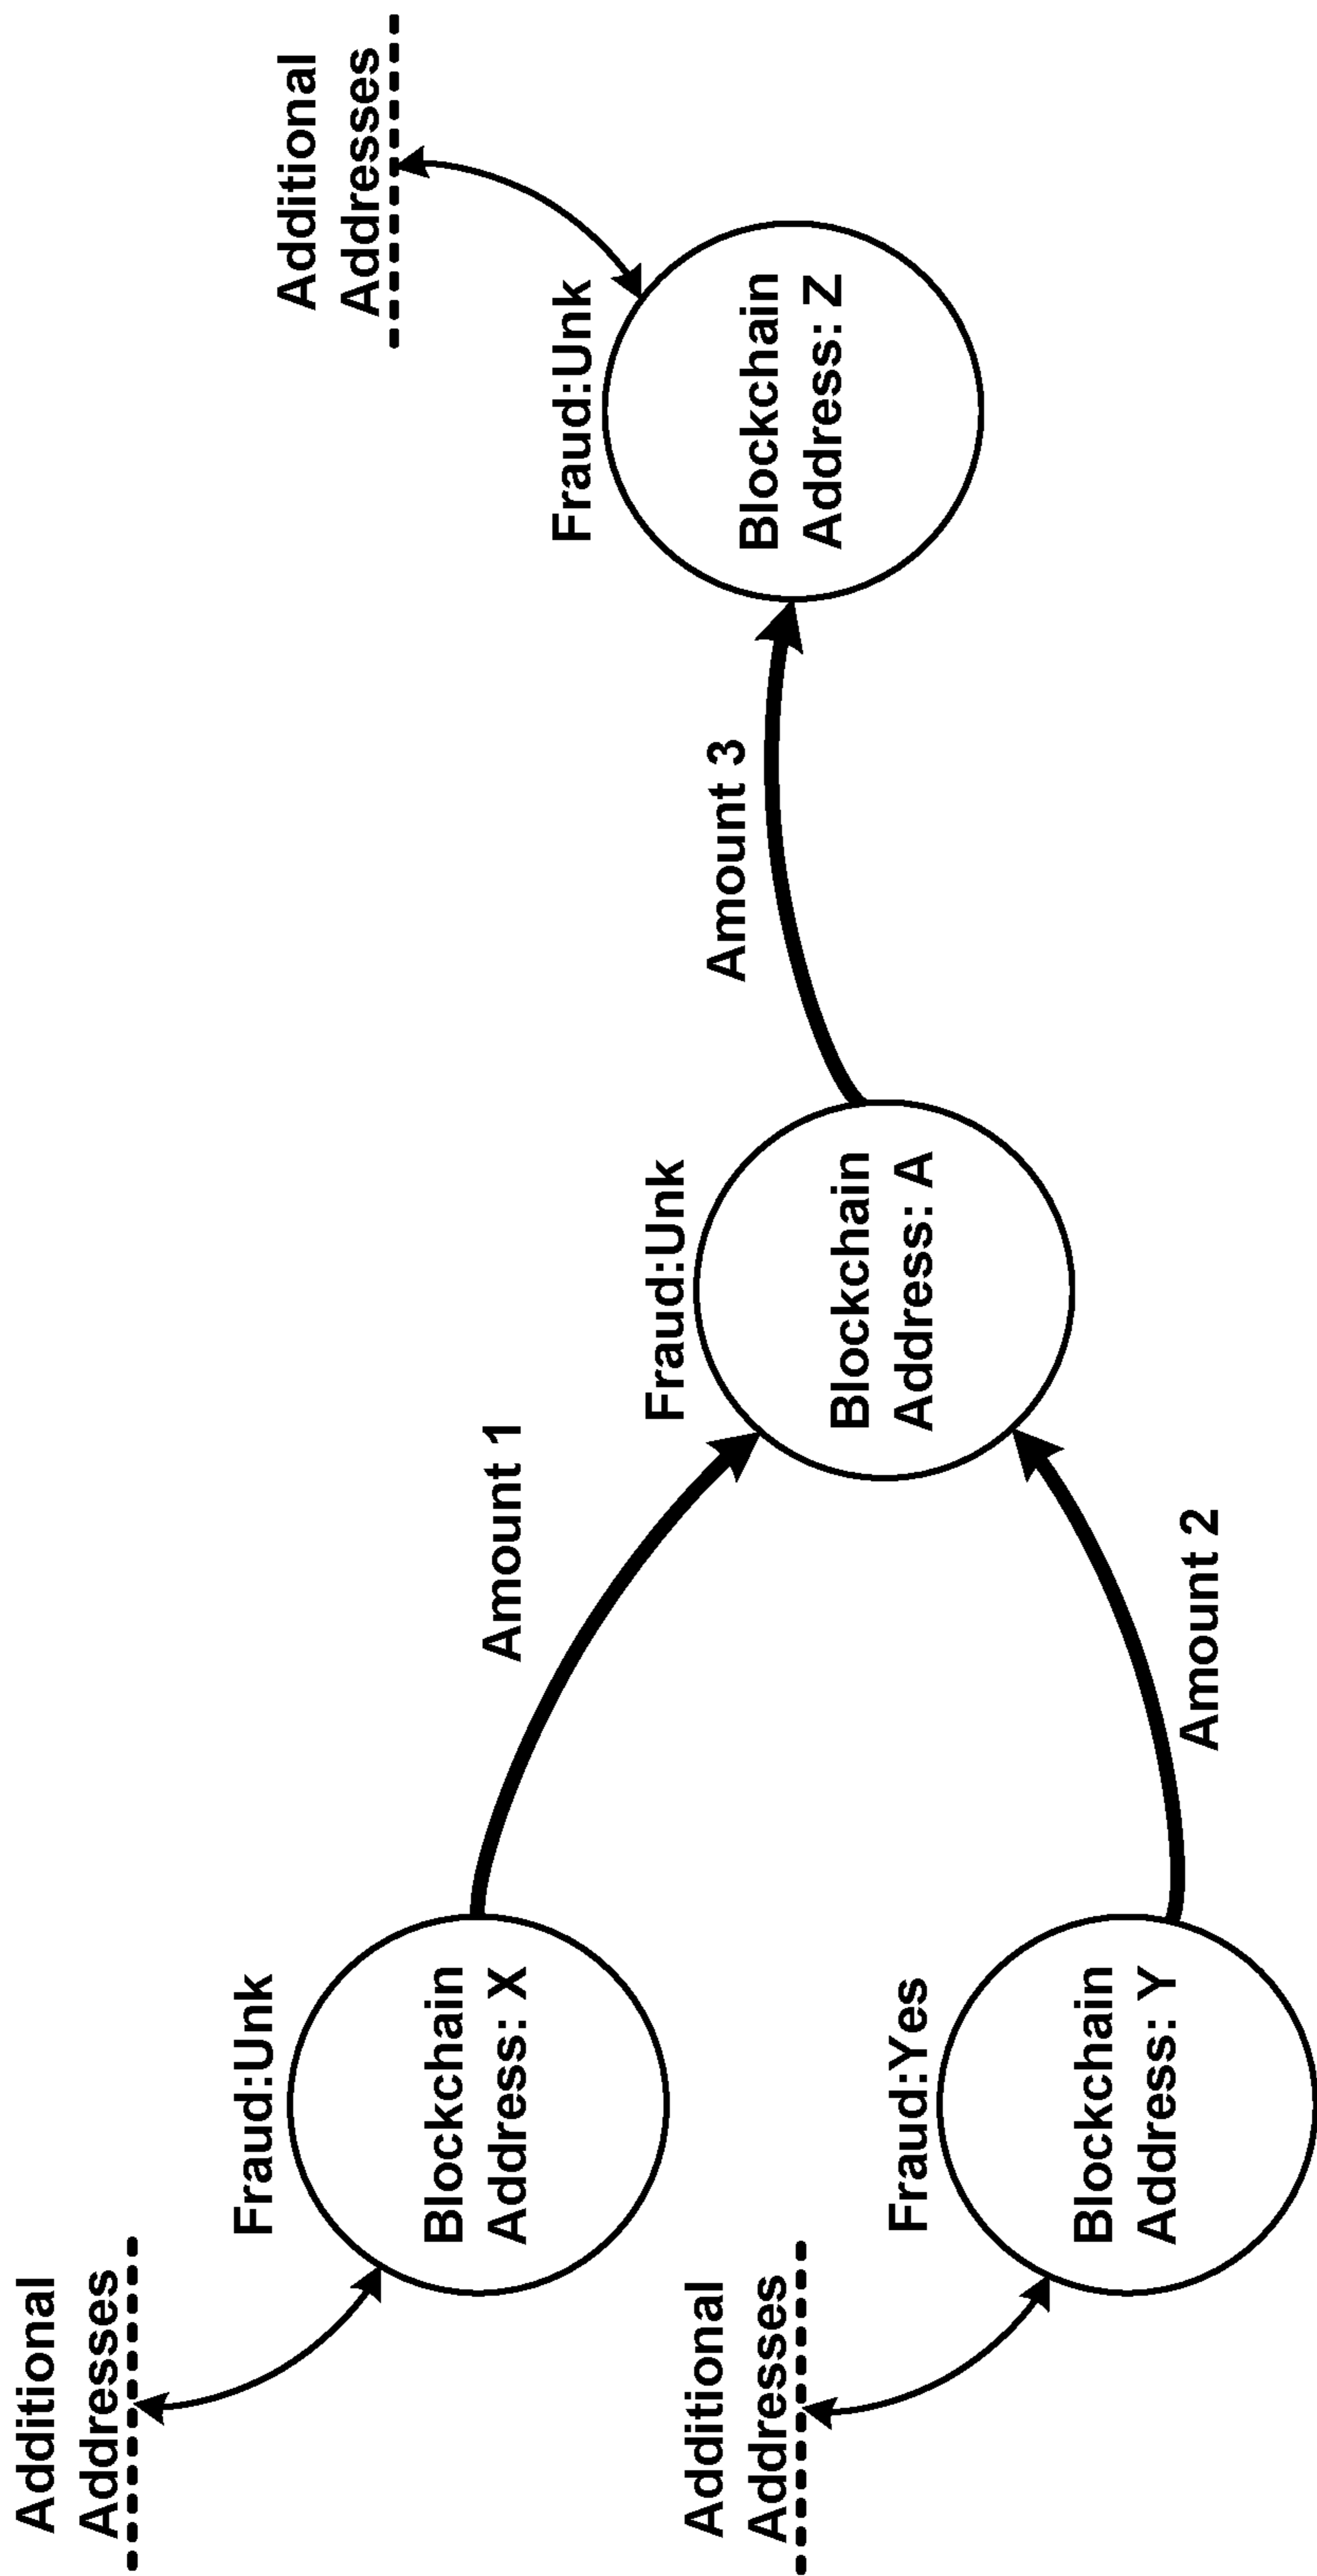 Additional
Addresses
Fraud:Unk
Blockchain
Address: X
Amount 1
Additional
Addresses
Fraud:Yes
Blockchain
Address: Y
Amount 2
Fraud:Unk
Blockchain
Address: A
Amount 3
Additional
Addresses
Fraud:Unk
Blockchain
Address: Z